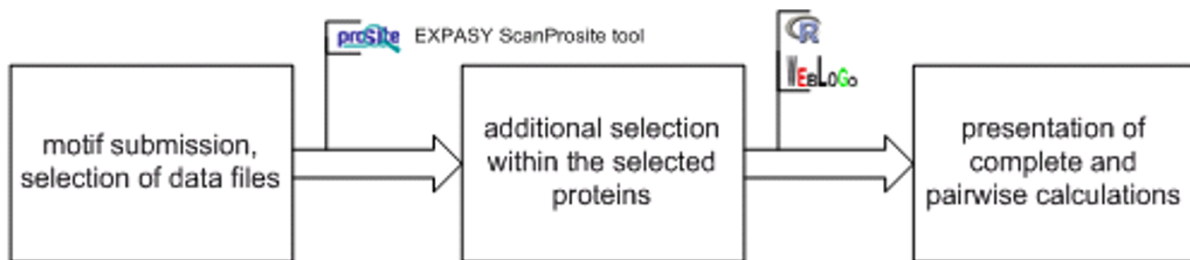 prosite EXPASY ScanProsite tool
R
WEBLOGO
motif submission,
selection of data files
additional selection
within the selected
proteins
presentation of
complete and
pairwise calculations